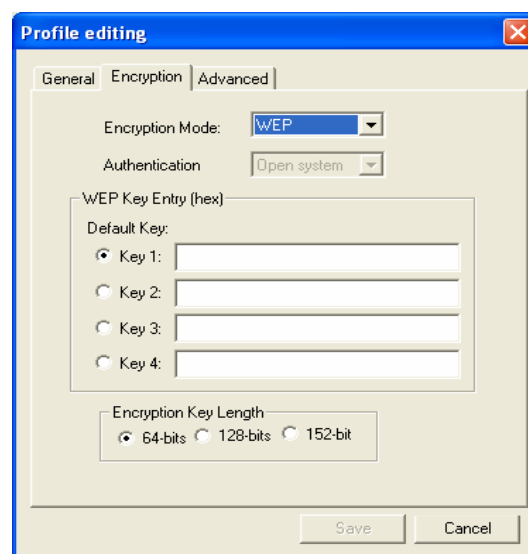 Profile editing
General Encryption Advanced
Encryption Mode: WEP
Authentication Open system
WEP Key Entry (hex)
Default Key:
Key 1:
Key 2:
Key 3:
Key 4:
Encryption Key Length
64-bits 128-bits 152-bit
Save Cancel